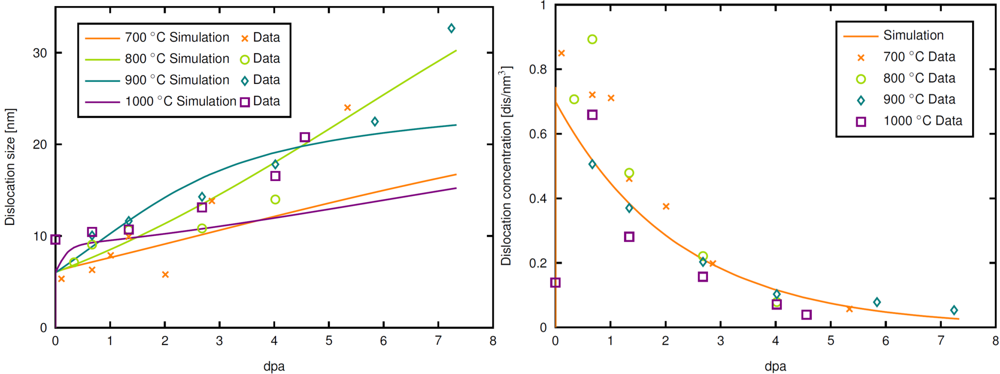 700 °C Simulation Data
800 °C Simulation Data
900 °C Simulation Data
1000 °C Simulation Data
Dislocation size [nm]
30
20
10
0
0 1 2 3 4 5 6 7 8
dpa
Simulation
700 °C Data
800 °C Data
900 °C Data
1000 °C Data
Dislocation concentration [dis/nm³]
1
0.8
0.6
0.4
0.2
0
0 1 2 3 4 5 6 7 8
dpa